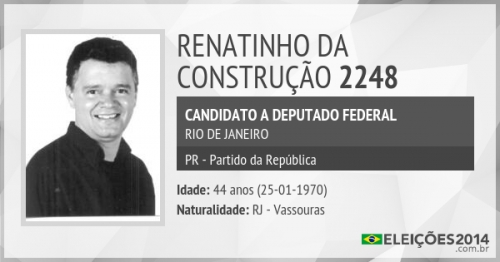 RENATINHO DA
CONSTRUÇÃO 2248
CANDIDATO A DEPUTADO FEDERAL
RIO DE JANEIRO
PR - Partido da República
Idade: 44 anos (25-01-1970)
Naturalidade: RJ - Vassouras
ELEIÇÕES2014
.com.br